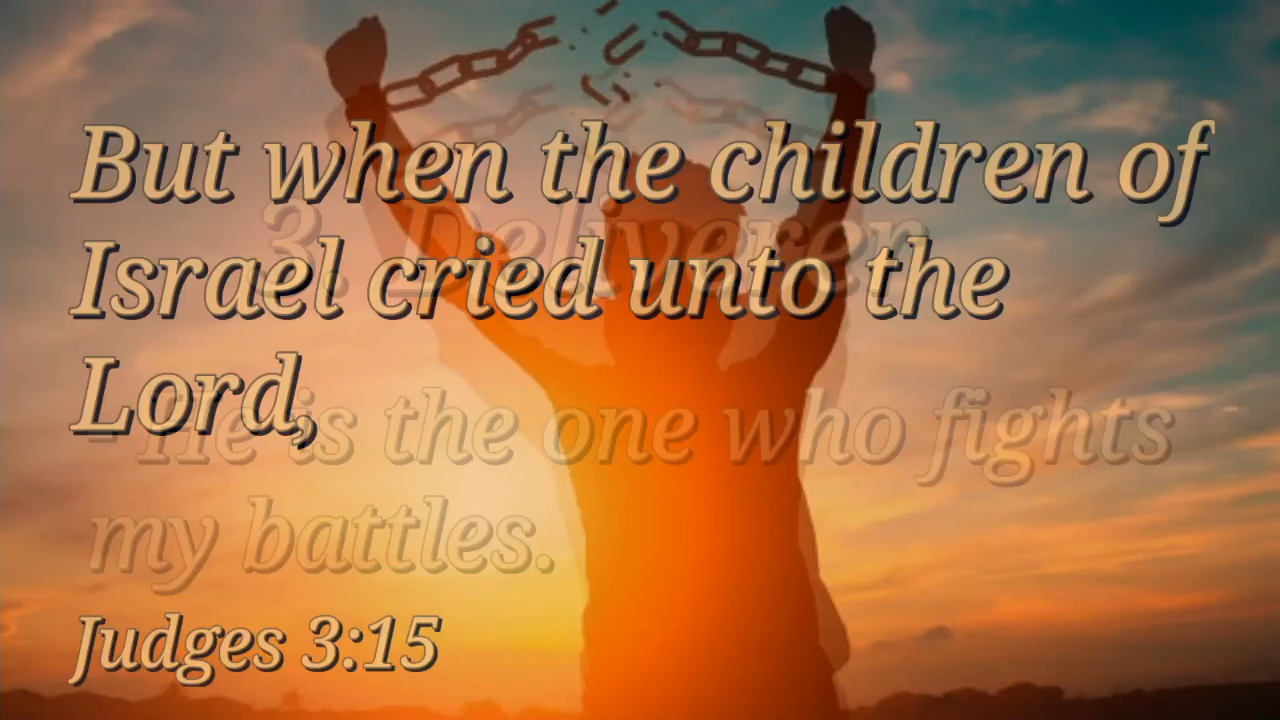 But when the children of
3. Deliverer
Israel cried unto the
Lord,
- He is the one who fights
my battles.
Judges 3:15